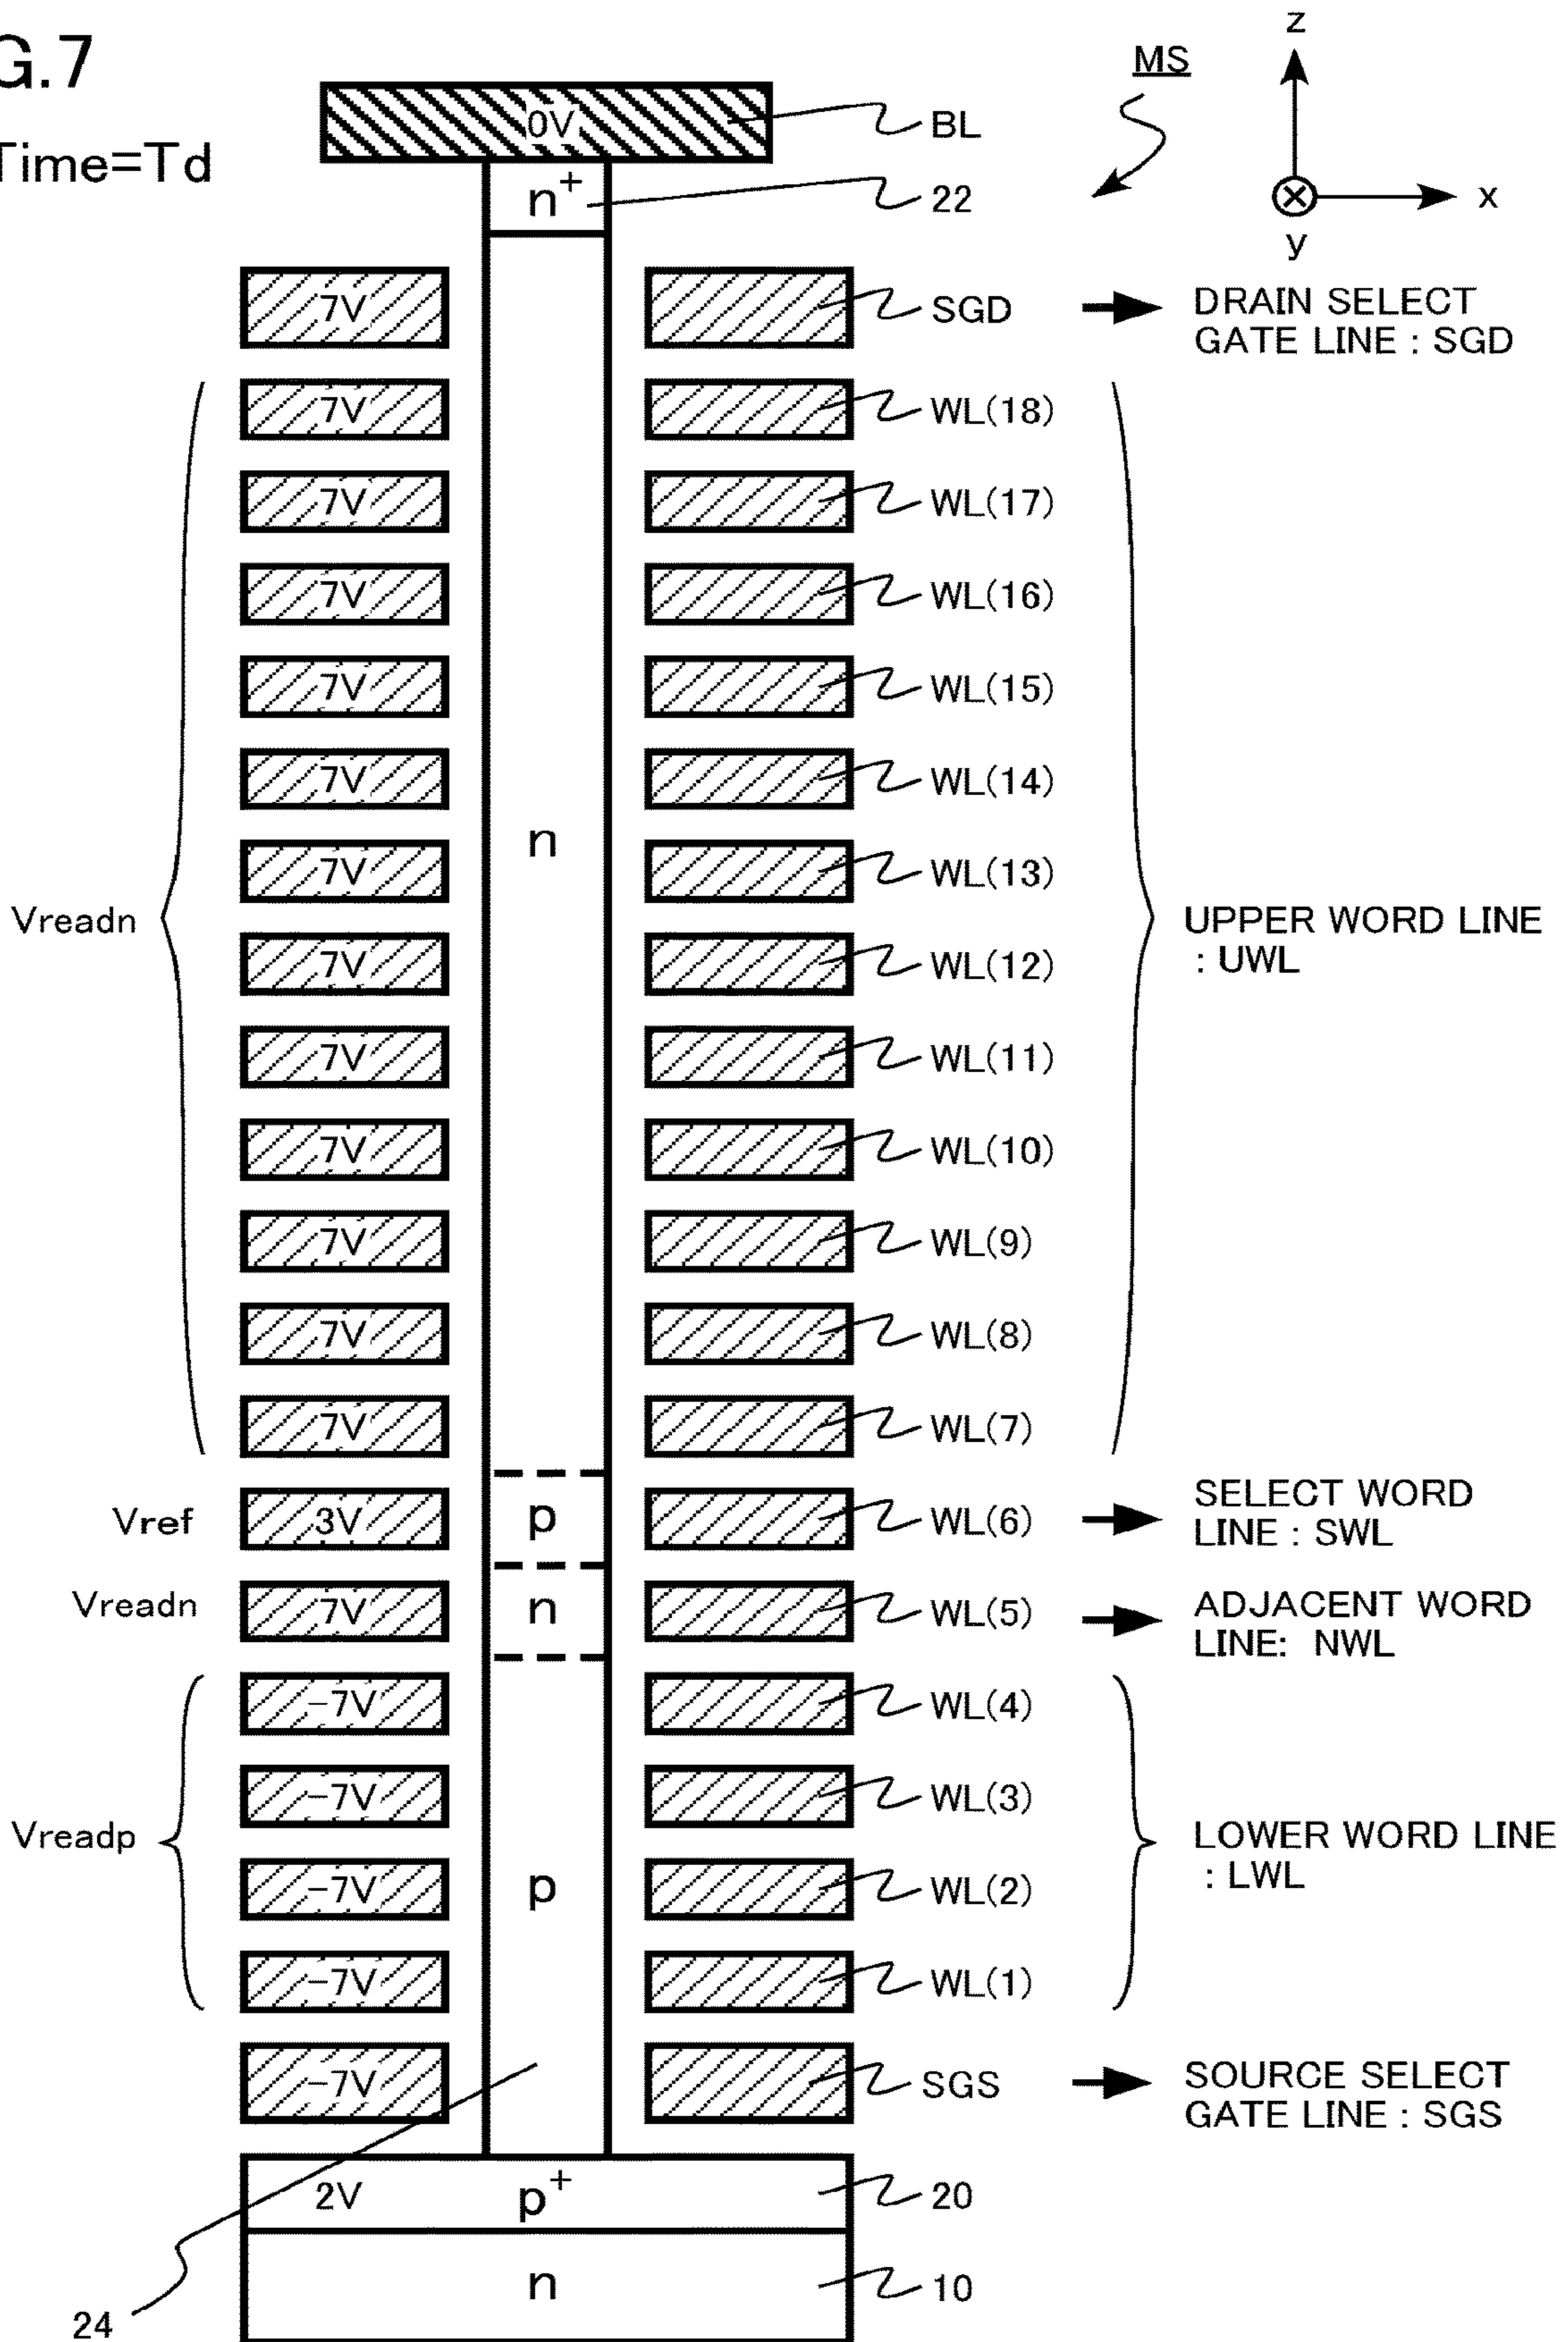 G.7
Time=Td
MS
z
x
y
0V
BL
n+
22
7V
SGD
DRAIN SELECT
GATE LINE : SGD
7V
WL(18)
7V
WL(17)
7V
WL(16)
7V
WL(15)
7V
WL(14)
n
7V
WL(13)
Vreadn
UPPER WORD LINE
: UWL
7V
WL(12)
7V
WL(11)
7V
WL(10)
7V
WL(9)
7V
WL(8)
7V
WL(7)
Vref
3V
p
WL(6)
SELECT WORD
LINE : SWL
Vreadn
7V
n
WL(5)
ADJACENT WORD
LINE: NWL
-7V
WL(4)
-7V
WL(3)
Vreadp
LOWER WORD LINE
: LWL
-7V
p
WL(2)
-7V
WL(1)
-7V
SGS
SOURCE SELECT
GATE LINE : SGS
2V
p+
20
n
10
24